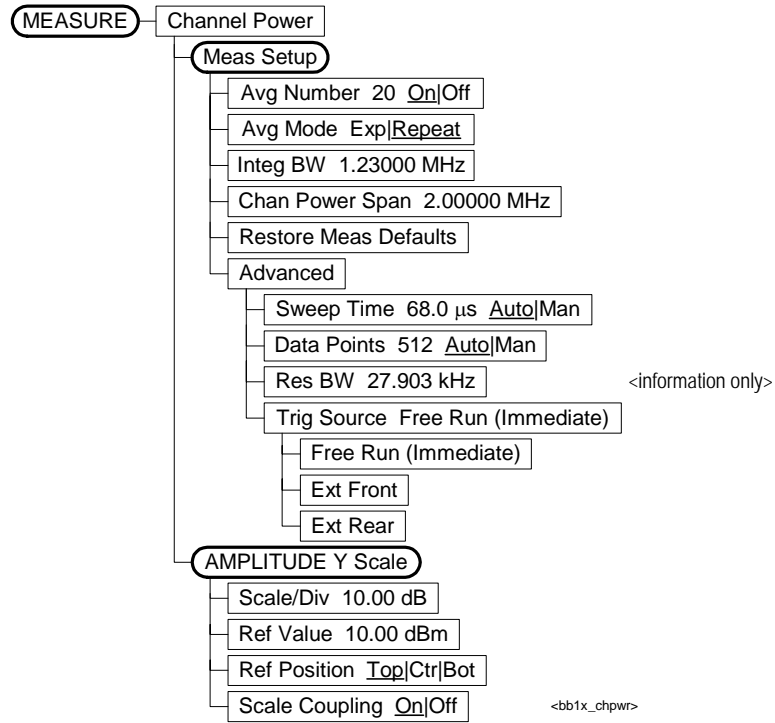 MEASURE
Channel Power
Meas Setup
Avg Number 20 On|Off
Avg Mode Exp|Repeat
Integ BW 1.23000 MHz
Chan Power Span 2.00000 MHz
Restore Meas Defaults
Advanced
Sweep Time 68.0 μs Auto|Man
Data Points 512 Auto|Man
Res BW 27.903 kHz <information only>
Trig Source Free Run (Immediate)
Free Run (Immediate)
Ext Front
Ext Rear
AMPLITUDE Y Scale
Scale/Div 10.00 dB
Ref Value 10.00 dBm
Ref Position Top|Ctr|Bot
Scale Coupling On|Off <bb1x_chpwr>